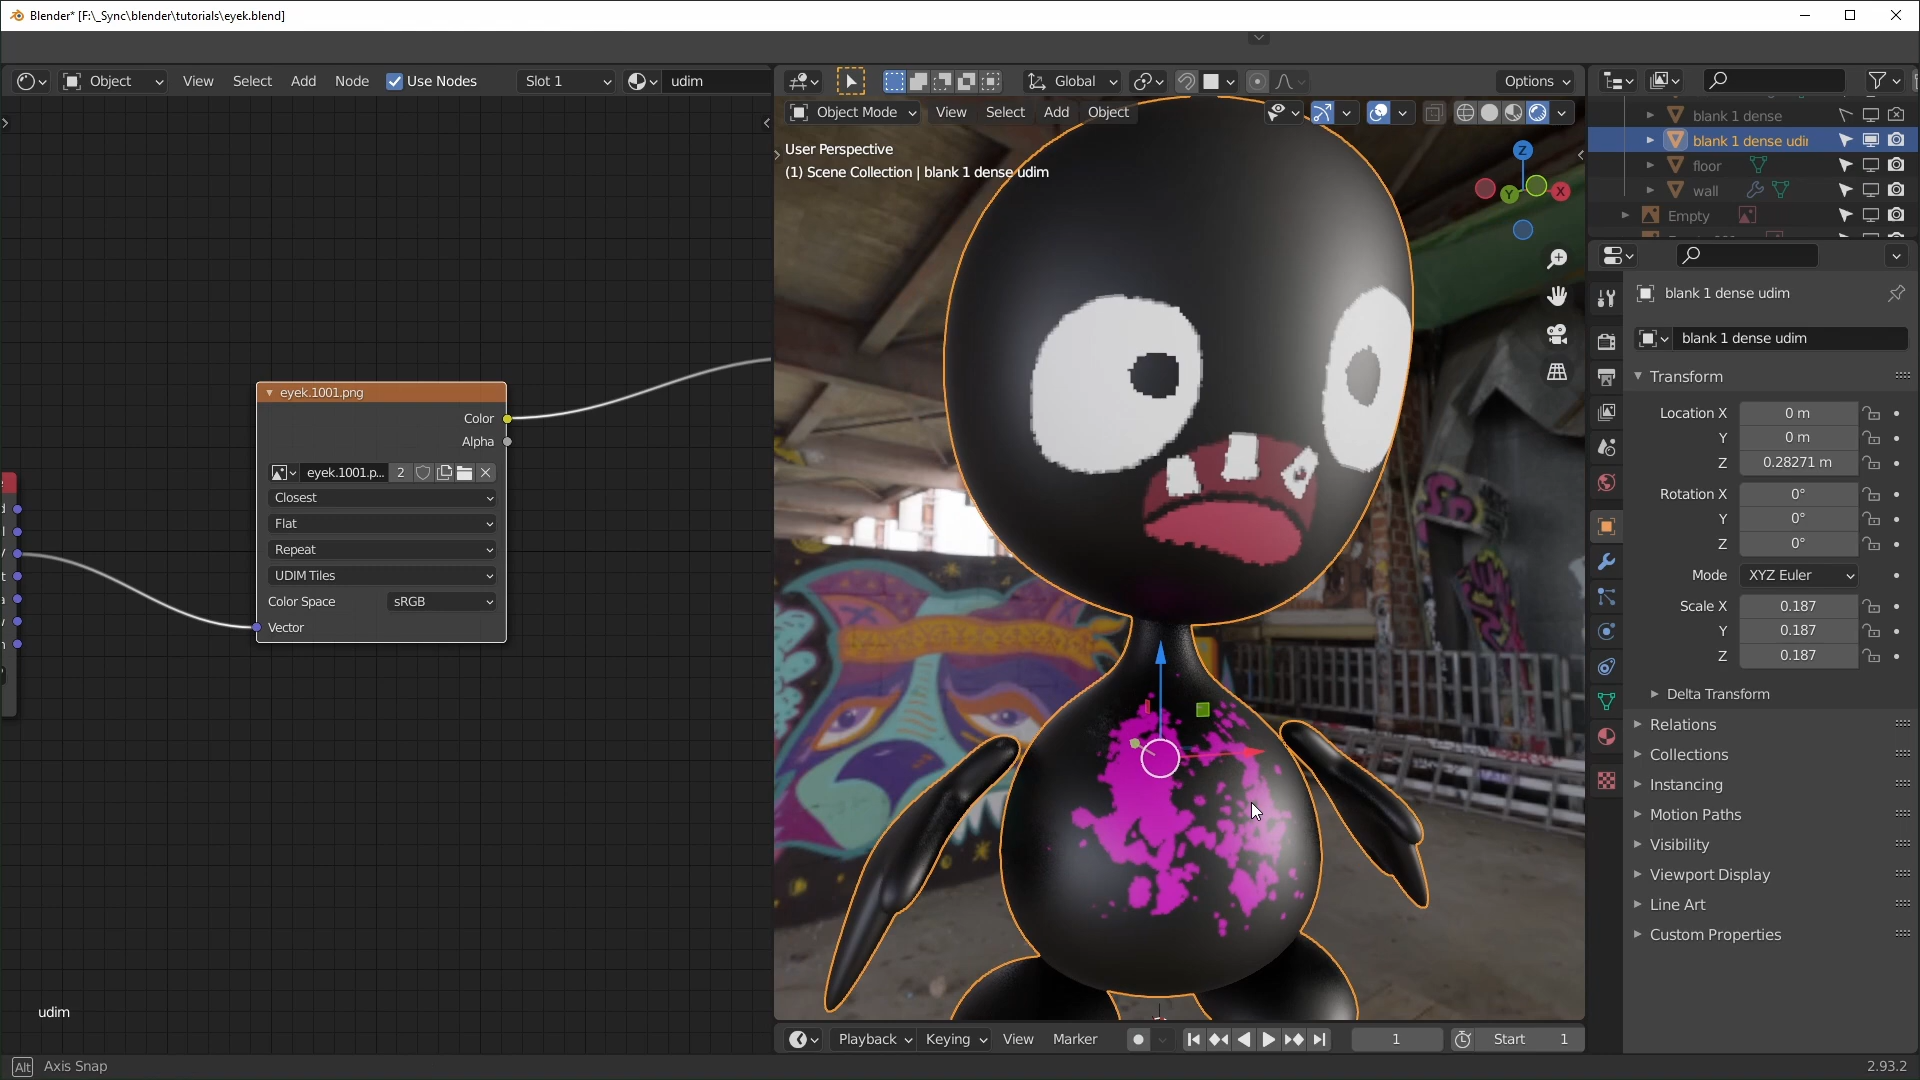 Blender* [F:\_Sync\blender\tutorials\eyek.blend]
Object
View
Select
Add
Node
Use Nodes
Slot 1
udim
Global
Options
Object Mode
View
Select
Add
Object
User Perspective
(1) Scene Collection | blank 1 dense udim
Z
Y
X
eyek.1001.png
Color
Alpha
eyek.1001.p...
2
Closest
Flat
Repeat
UDIM Tiles
Color Space
sRGB
Vector
udim
blank 1 dense
blank 1 dense udim
floor
wall
Empty
blank 1 dense udim
blank 1 dense udim
Transform
Location X
0 m
Y
0 m
Z
0.28271 m
Rotation X
0°
Y
0°
Z
0°
Mode
XYZ Euler
Scale X
0.187
Y
0.187
Z
0.187
Delta Transform
Relations
Collections
Instancing
Motion Paths
Visibility
Viewport Display
Line Art
Custom Properties
Playback
Keying
View
Marker
1
Start
1
Alt
Axis Snap
2.93.2